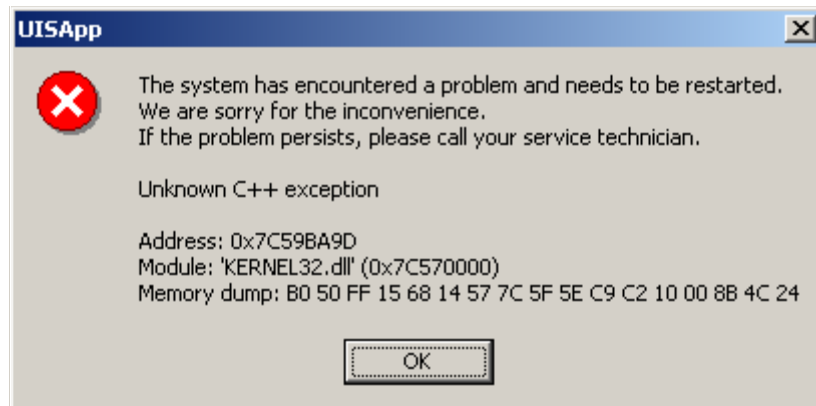 UISApp
The system has encountered a problem and needs to be restarted.
We are sorry for the inconvenience.
If the problem persists, please call your service technician.
Unknown C++ exception
Address: 0x7C59BA9D
Module: 'KERNEL32.dll' (0x7C570000)
Memory dump: B0 50 FF 15 68 14 57 7C 5F 5E C9 C2 10 00 8B 4C 24
OK